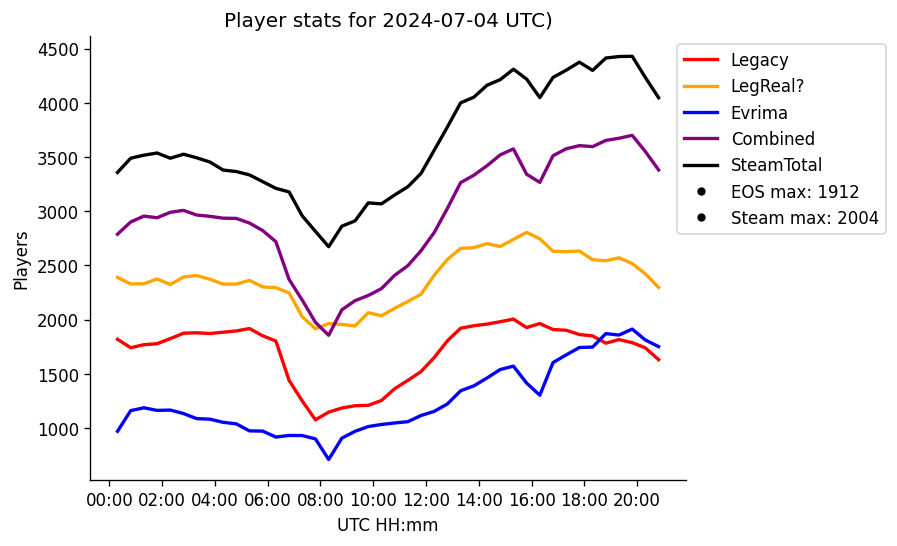 Player stats for 2024-07-04 UTC)
4500
4000
3500
3000
2500
2000
1500
1000
Players
00:00 02:00 04:00 06:00 08:00 10:00 12:00 14:00 16:00 18:00 20:00
UTC HH:mm
Legacy
LegReal?
Evrima
Combined
SteamTotal
EOS max: 1912
Steam max: 2004